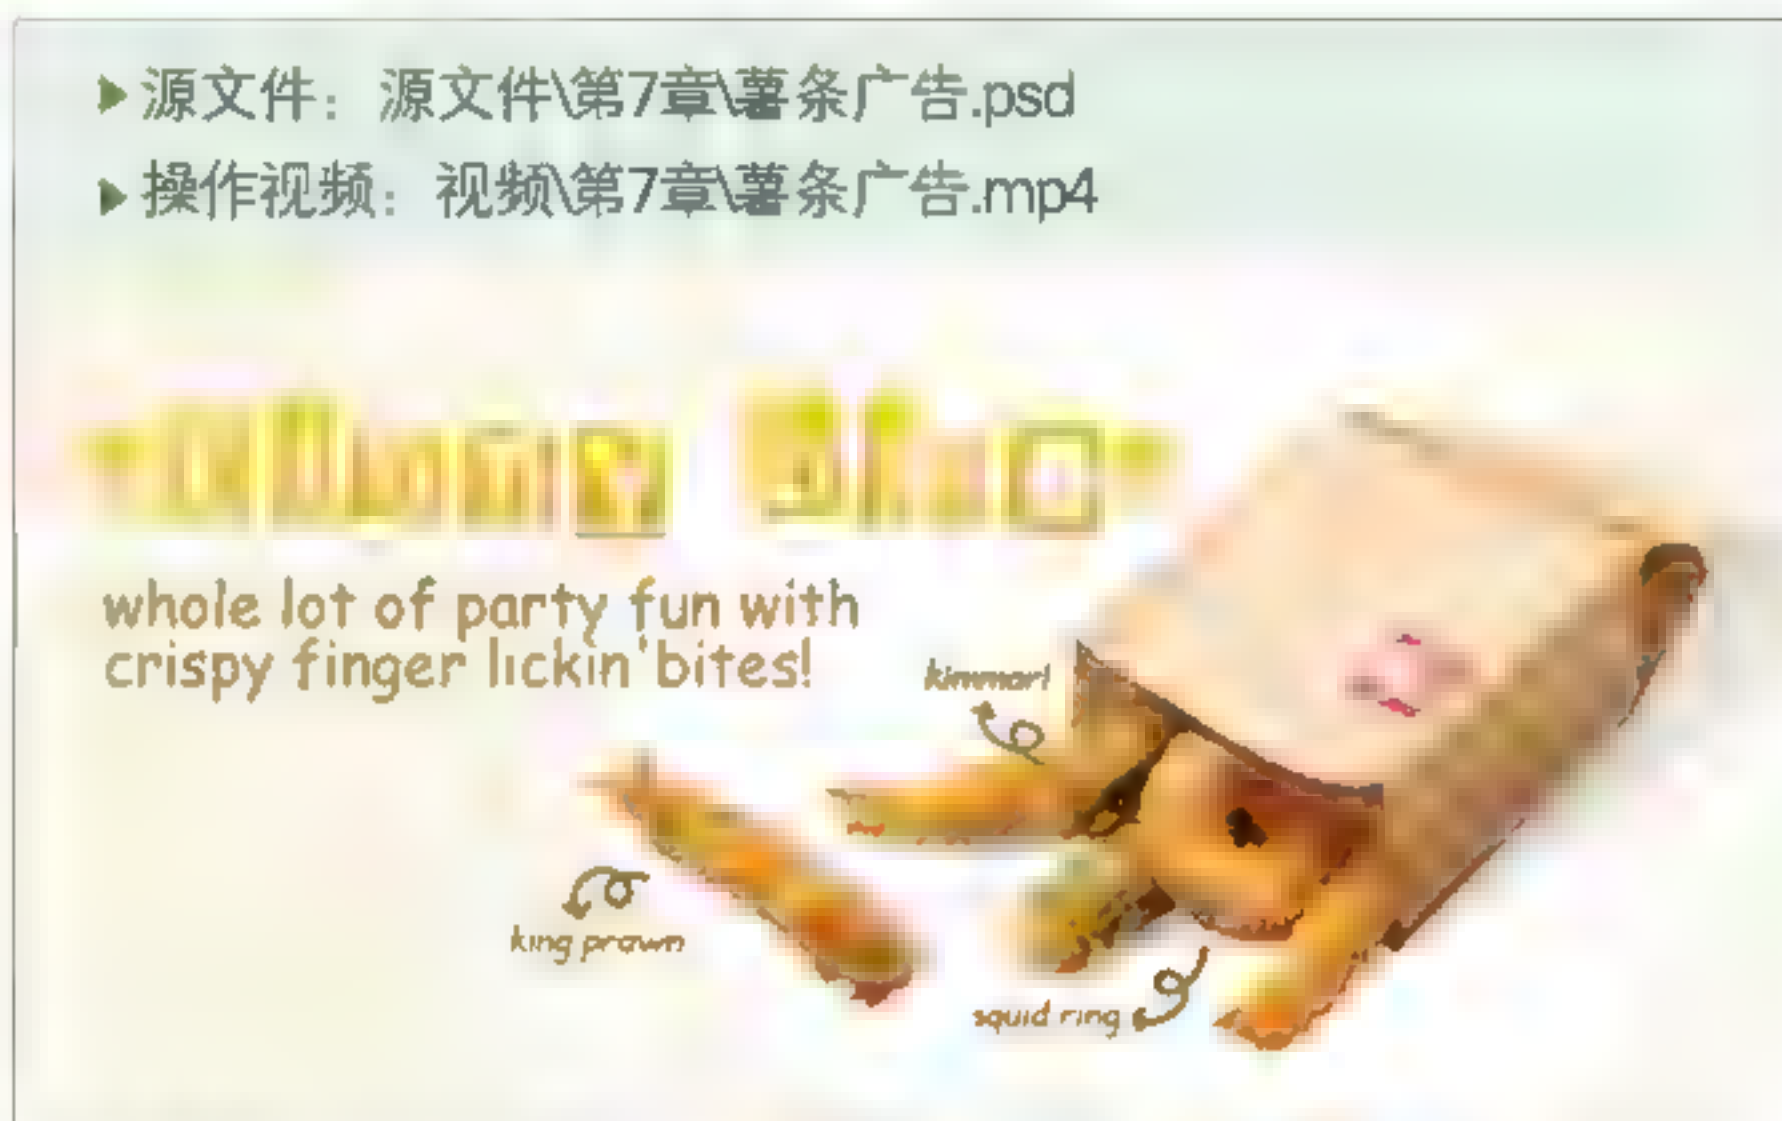 源文件：源文件\第7章\薯条广告.psd
操作视频：视频\第7章\薯条广告.mp4
whole lot of party fun with
crispy finger lickin' bites!
kimmari
king prawn
squid ring